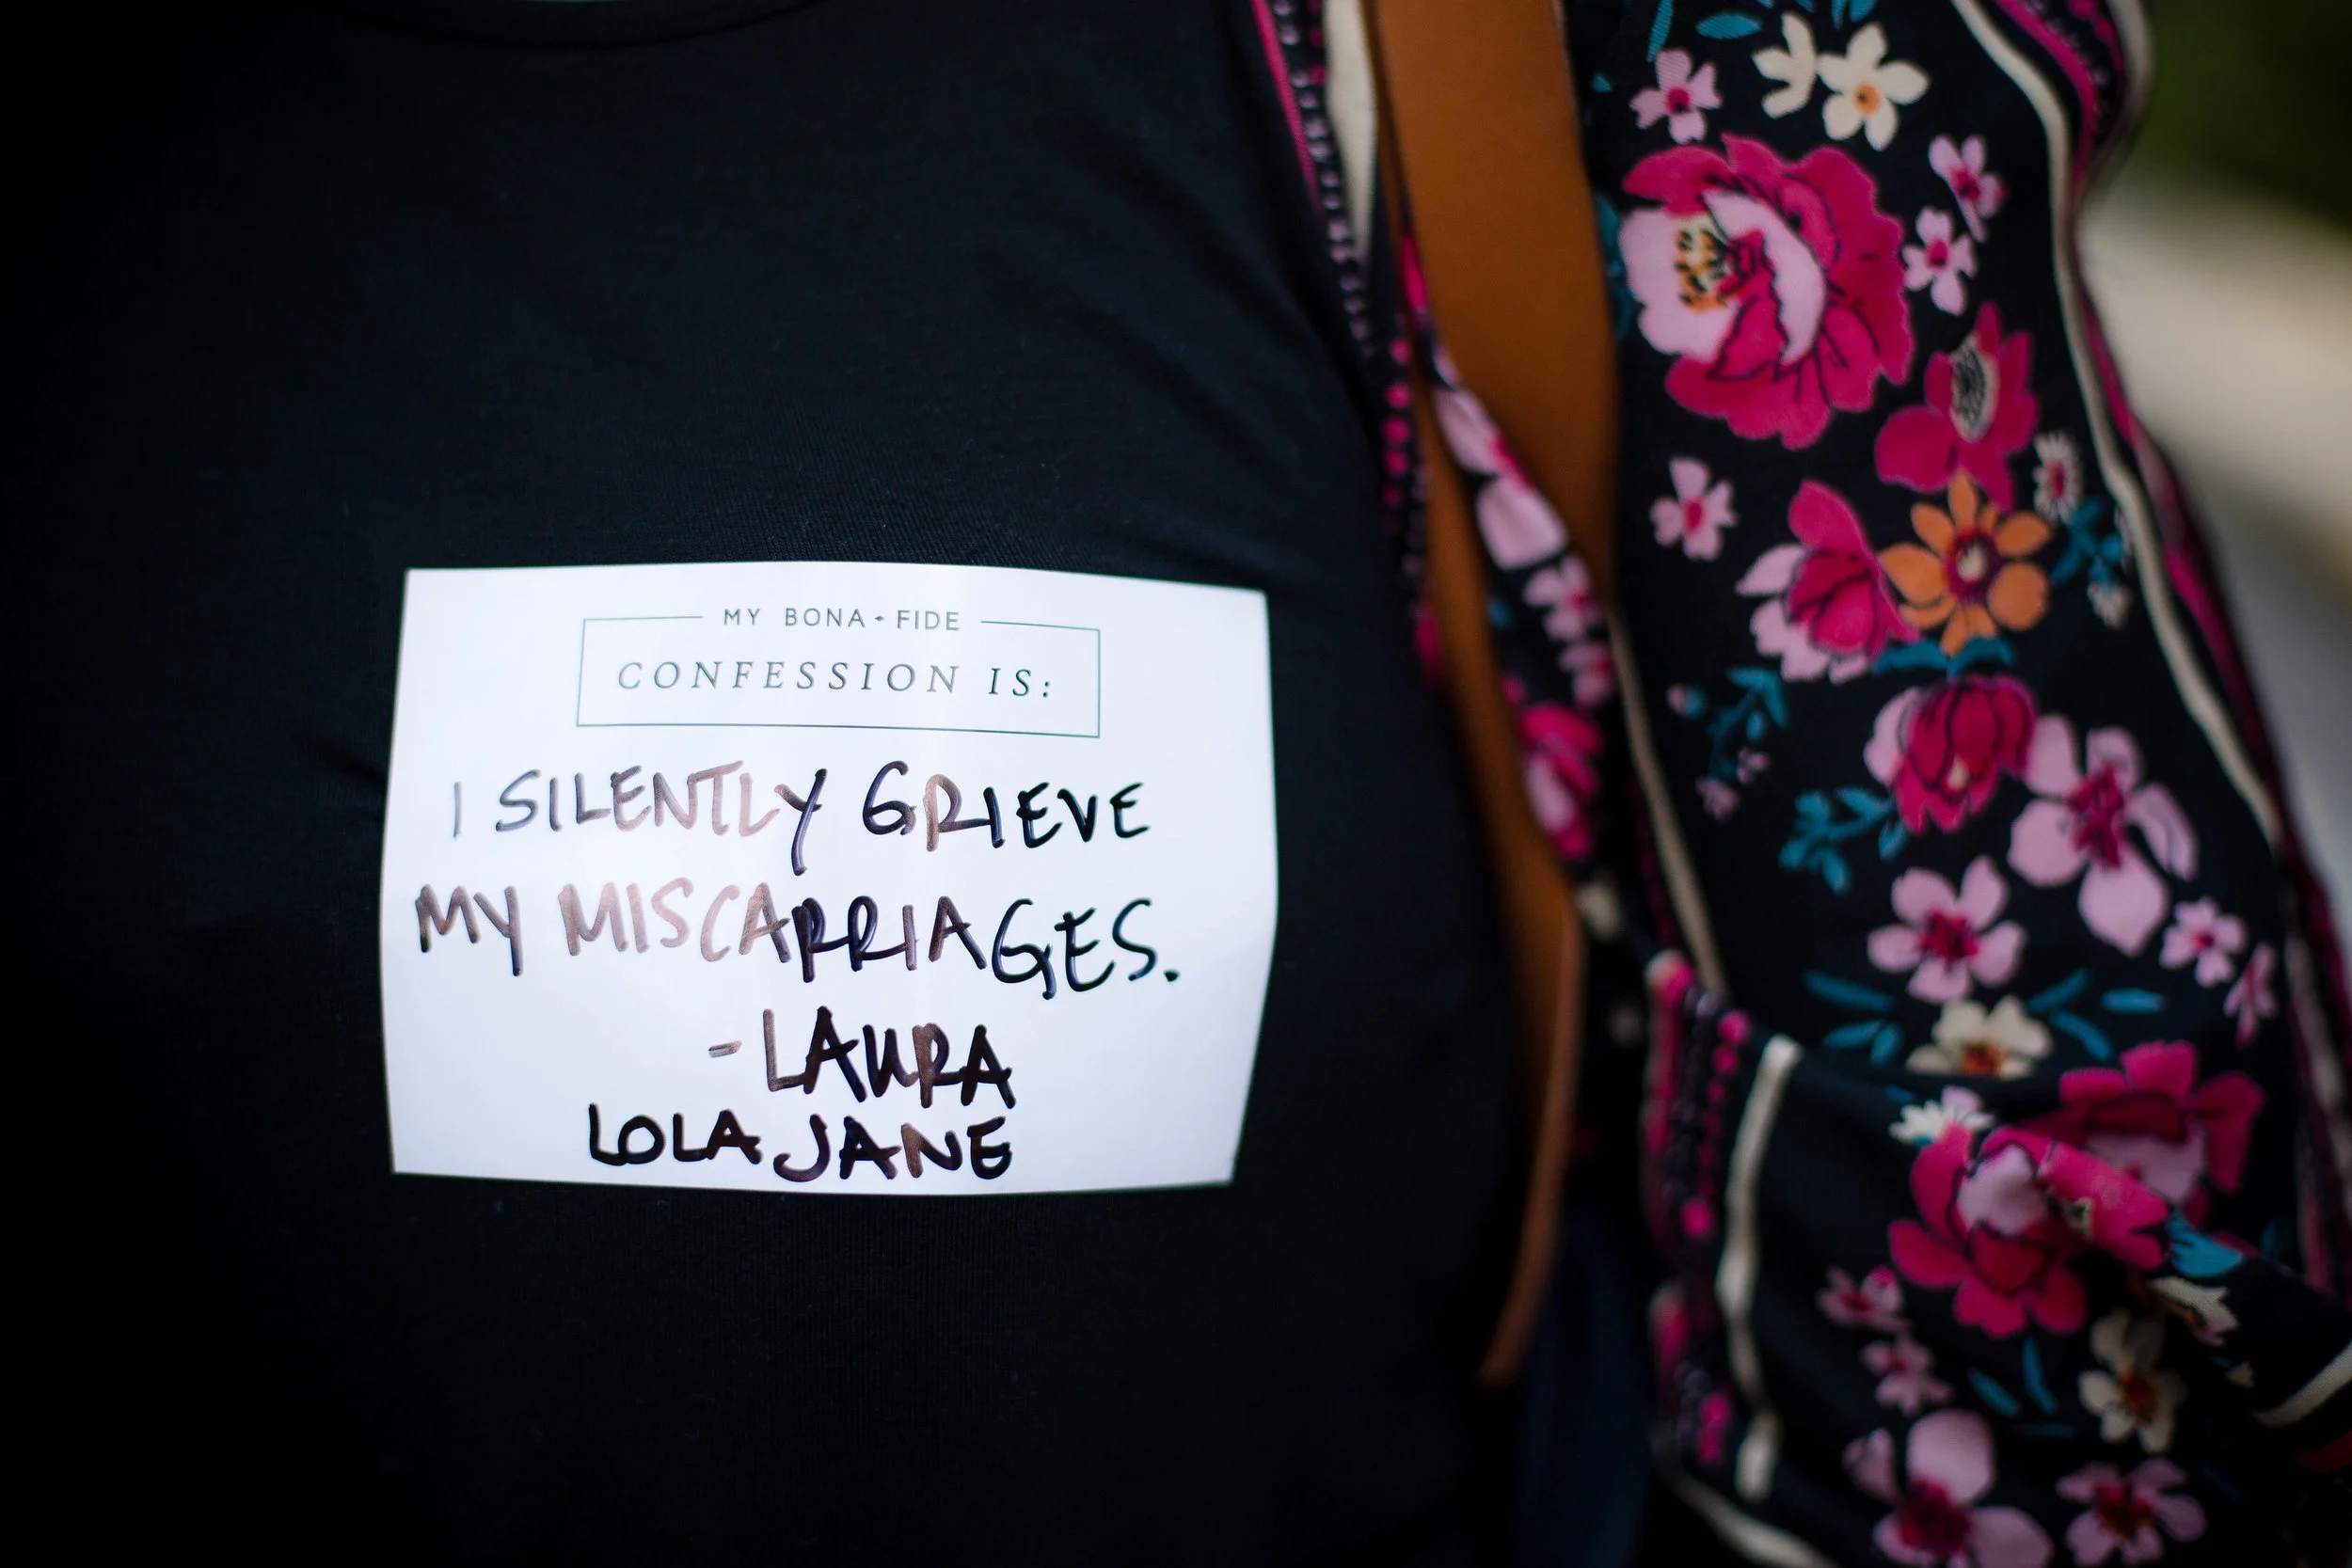 MY BONA-FIDE
CONFESSION IS:
I SILENTLY GRIEVE
MY MISCARRIAGES.
-LAURA
LOLA JANE